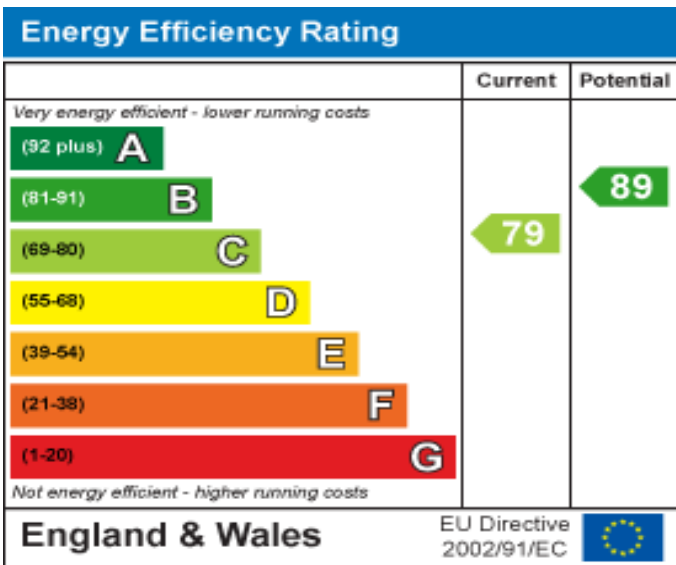 Energy Efficiency Rating
Current Potential
Very energy efficient - lower running costs
(92 plus) A
(81-91) B
89
(69-80) C
79
(55-68) D
(39-54) E
(21-38) F
(1-20) G
Not energy efficient - higher running costs
England & Wales
EU Directive
2002/91/EC